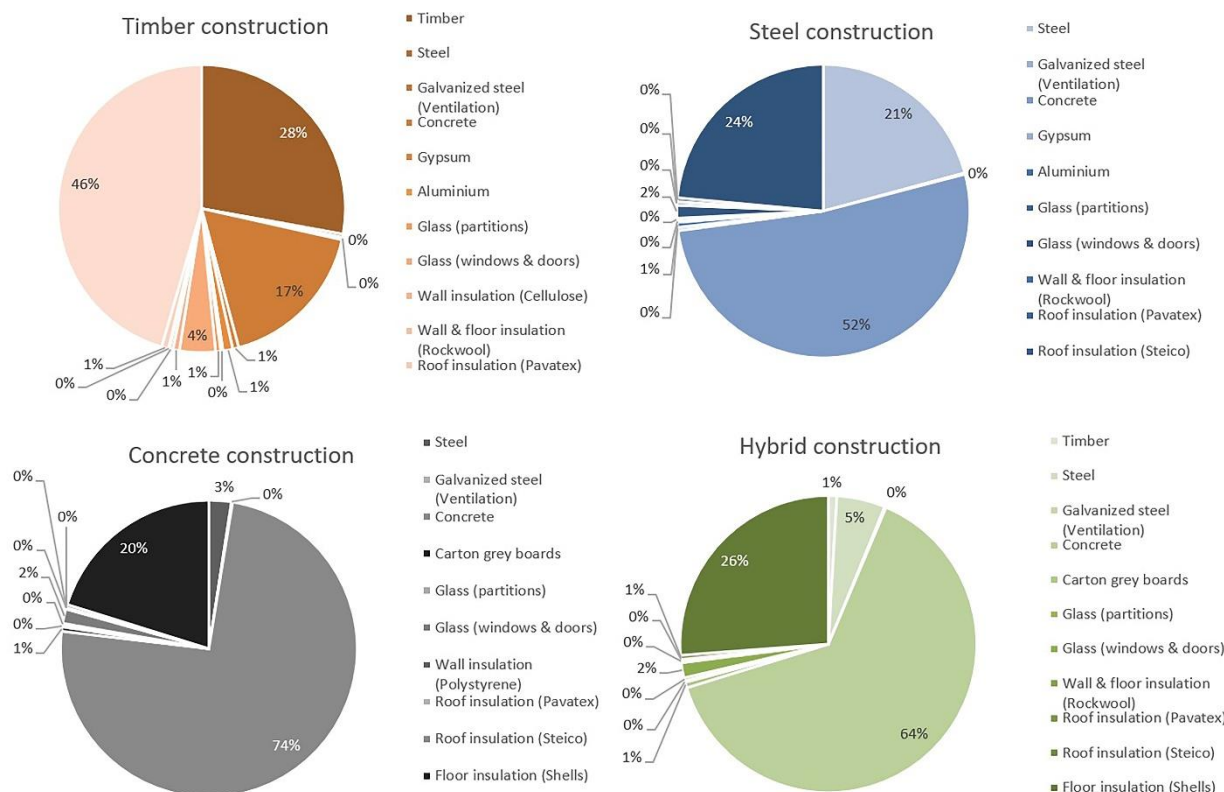 Timber construction
28%
0%
0%
17%
1%
1%
0%
1%
4%
1%
0%
0%
1%
46%
Timber
Steel
Galvanized steel
(Ventilation)
Concrete
Gypsum
Aluminium
Glass (partitions)
Glass (windows & doors)
Wall insulation (Cellulose)
Wall & floor insulation
(Rockwool)
Roof insulation (Pavatex)
Steel construction
21%
0%
52%
0%
1%
0%
0%
2%
0%
0%
0%
24%
Steel
Galvanized steel
(Ventilation)
Concrete
Gypsum
Aluminium
Glass (partitions)
Glass (windows & doors)
Wall & floor insulation
(Rockwool)
Roof insulation (Pavatex)
Roof insulation (Steico)
Concrete construction
3%
0%
74%
1%
0%
0%
2%
0%
0%
0%
20%
Steel
Galvanized steel
(Ventilation)
Concrete
Carton grey boards
Glass (partitions)
Glass (windows & doors)
Wall insulation
(Polystyrene)
Roof insulation (Pavatex)
Roof insulation (Steico)
Floor insulation (Shells)
Hybrid construction
1%
5%
0%
64%
1%
0%
0%
2%
0%
0%
1%
26%
Timber
Steel
Galvanized steel
(Ventilation)
Concrete
Carton grey boards
Glass (partitions)
Glass (windows & doors)
Wall & floor insulation
(Rockwool)
Roof insulation (Pavatex)
Roof insulation (Steico)
Floor insulation (Shells)